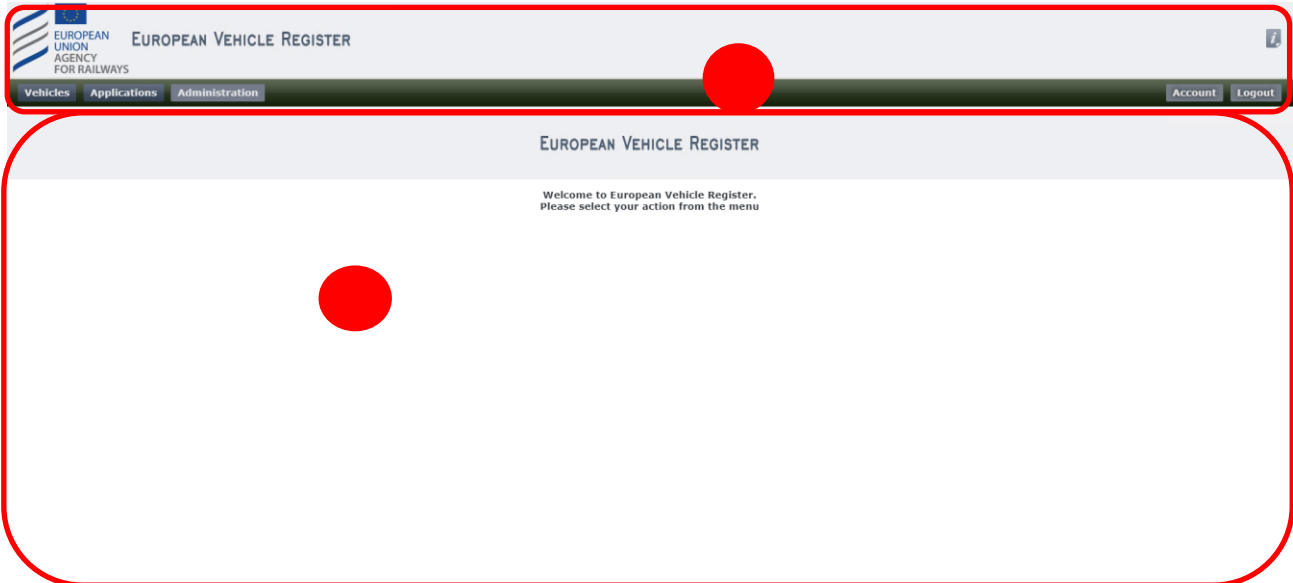 EUROPEAN
UNION
AGENCY
FOR RAILWAYS
EUROPEAN VEHICLE REGISTER
i
Vehicles Applications Administration Account Logout
EUROPEAN VEHICLE REGISTER
Welcome to European Vehicle Register.
Please select your action from the menu